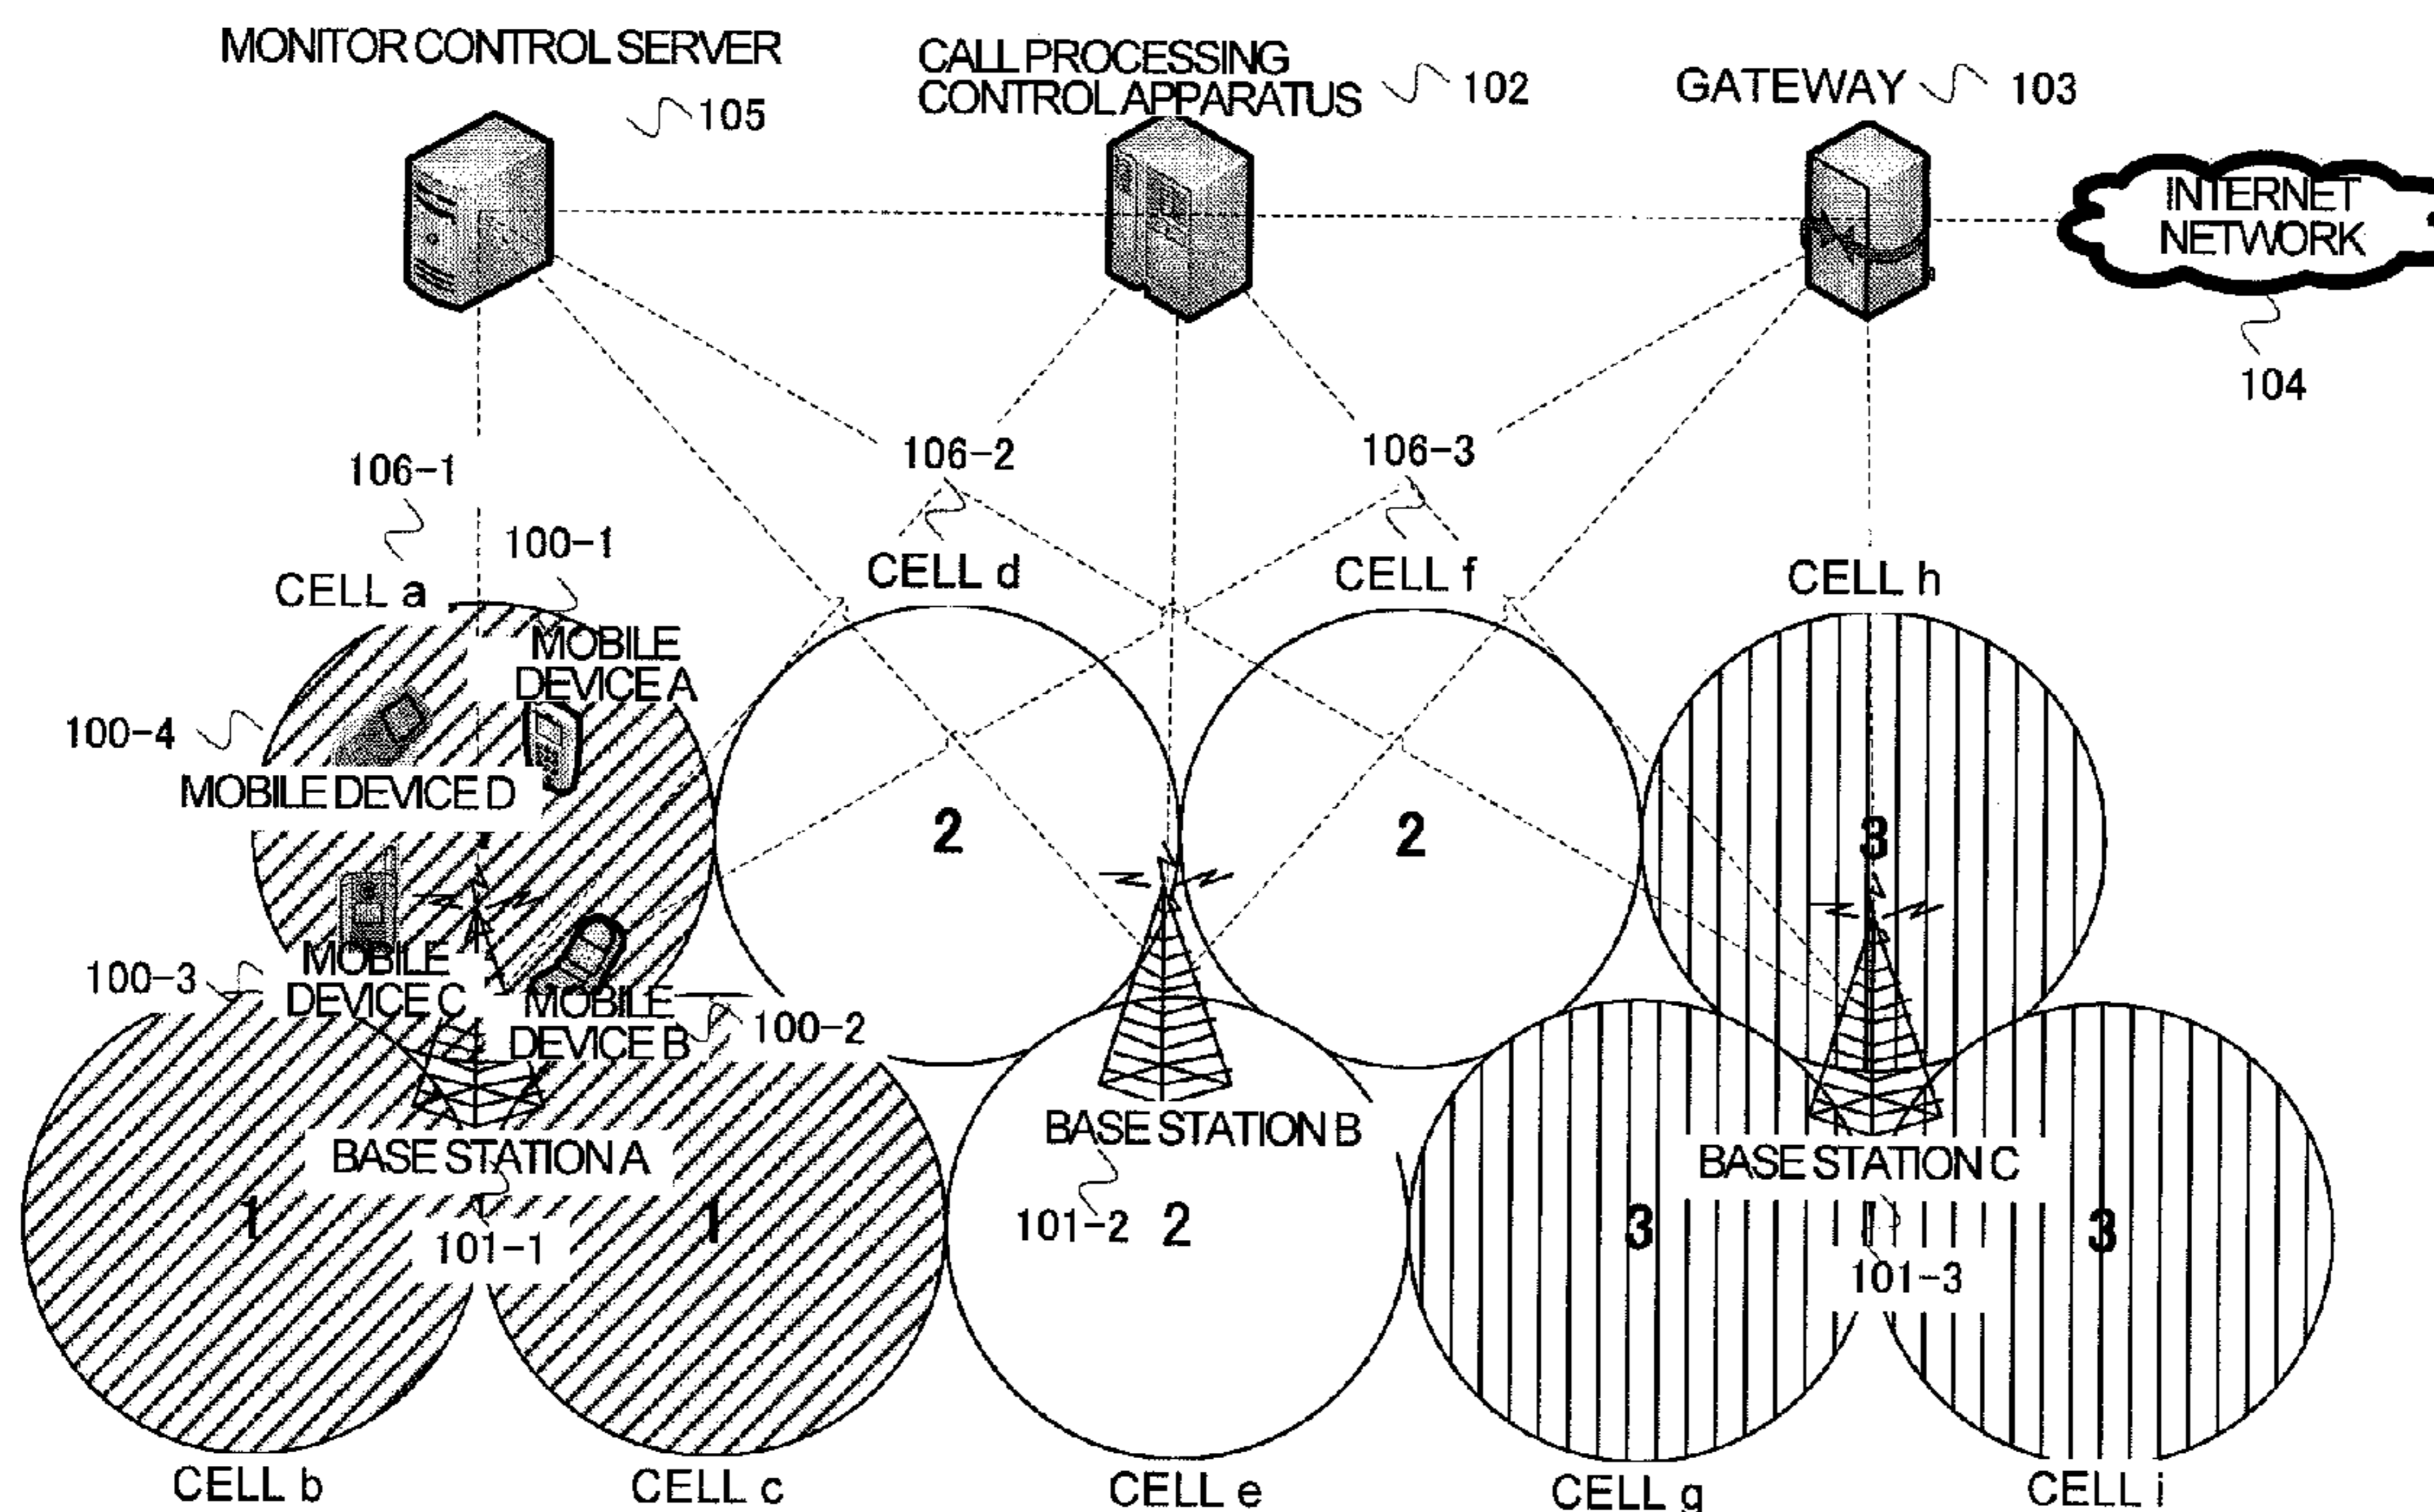 MONITOR CONTROL SERVER
105
CALL PROCESSING
CONTROL APPARATUS
102
GATEWAY
103
INTERNET
NETWORK
104
106-1
106-2
106-3
100-1
CELL a
CELL d
CELL f
CELL h
MOBILE
DEVICE A
100-4
MOBILE DEVICE D
2
2
3
100-3
MOBILE
DEVICE C
MOBILE
DEVICE B
100-2
BASE STATION A
BASE STATION B
BASE STATION C
1
101-1
1
101-2
2
3
101-3
3
CELL b
CELL c
CELL e
CELL g
CELL i